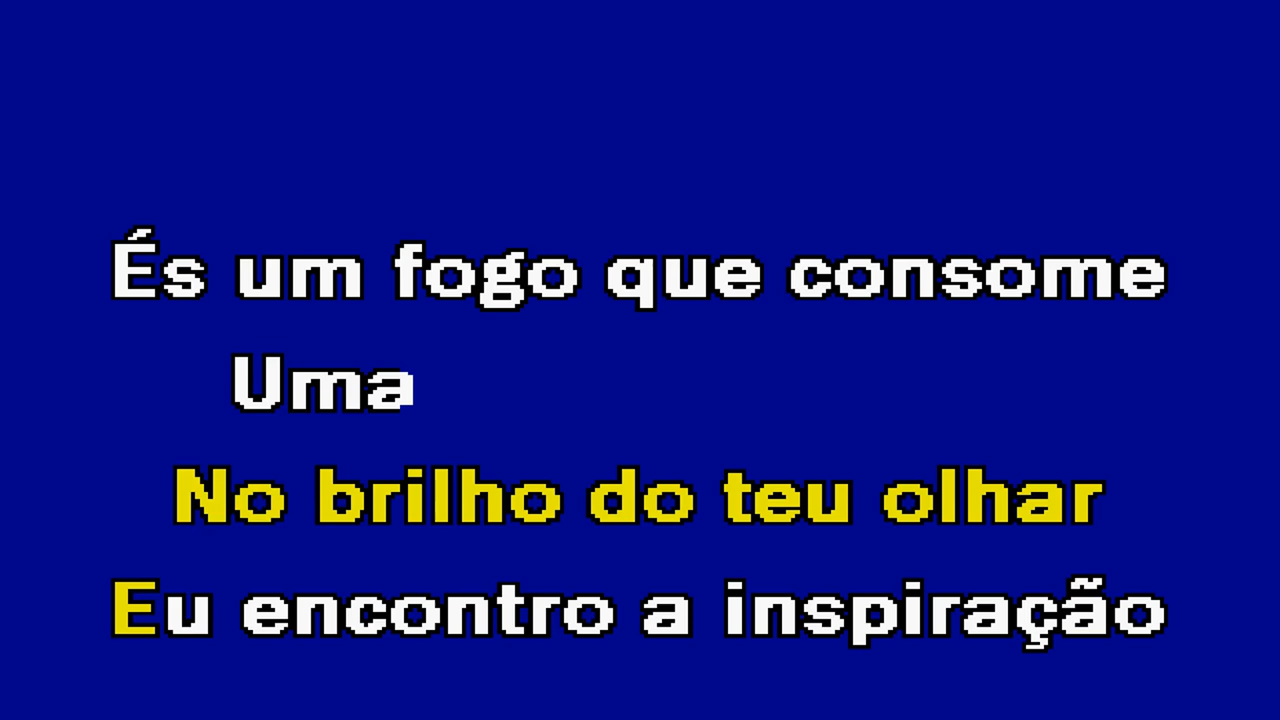 És um fogo que consome
Uma
No brilho do teu olhar
Eu encontro a inspiração